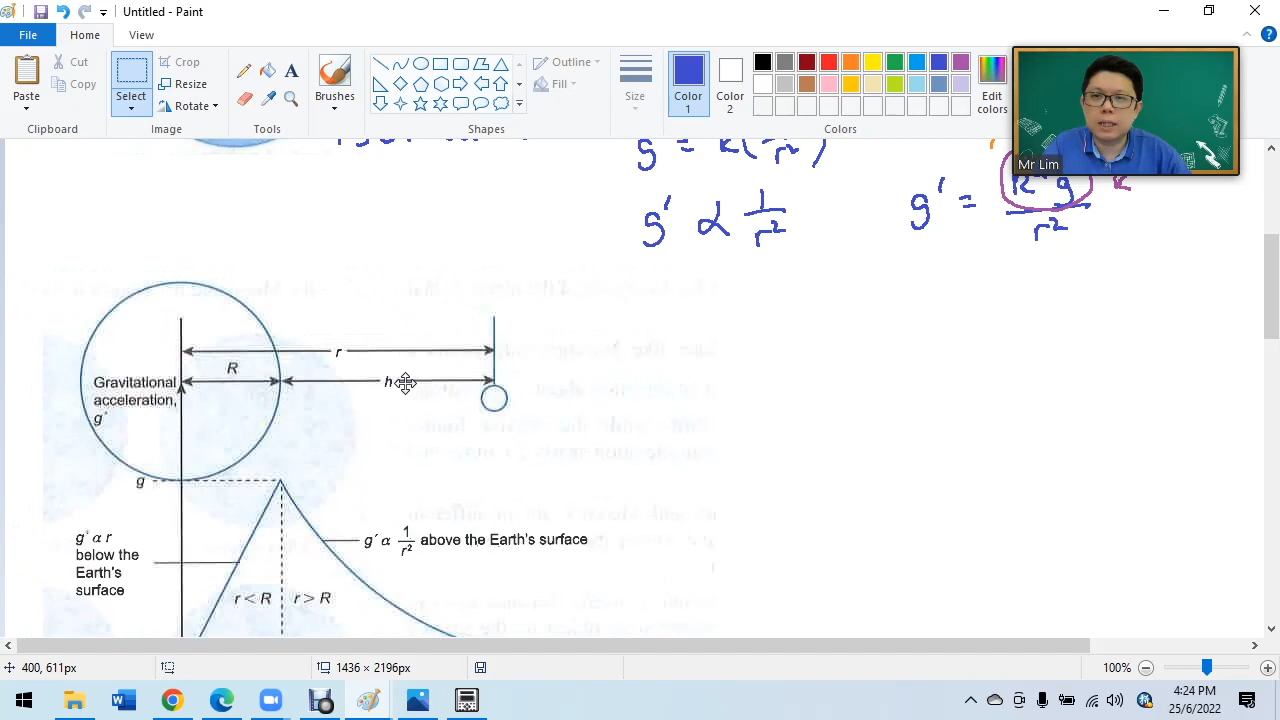 Untitled - Paint
File
Home
View
Paste
Cut
Copy
Clipboard
Select
Crop
Resize
Rotate
Image
A
Tools
Brushes
Shapes
Outline
Fill
Size
Color 1
Color 2
Edit colors
Colors
Mr Lim
g' ∝ 1/r²
g' = R² g / r²
r
R
h
Gravitational
acceleration,
g'
g
g' α r
below the
Earth's
surface
g' α 1/r² above the Earth's surface
r < R
r > R
400, 611px
1436 × 2196px
100%
4:24 PM
25/6/2022